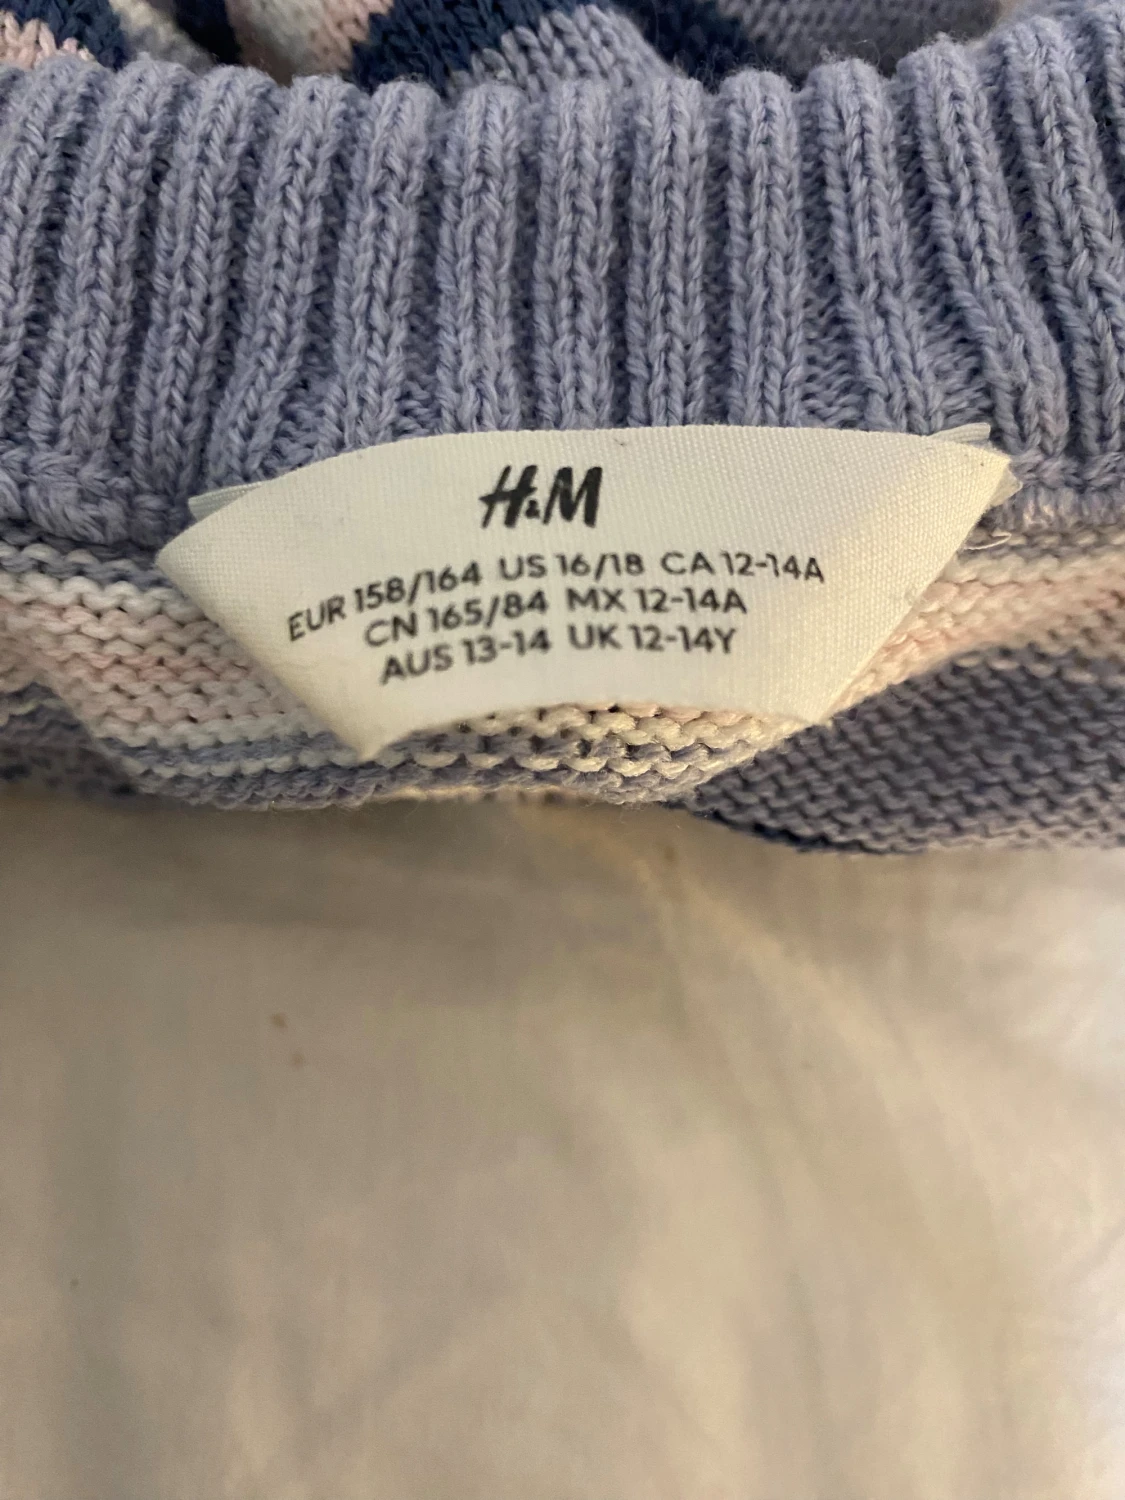 H&M
EUR 158/164 US 16/18 CA 12-14A
CN 165/84 MX 12-14A
AUS 13-14 UK 12-14Y